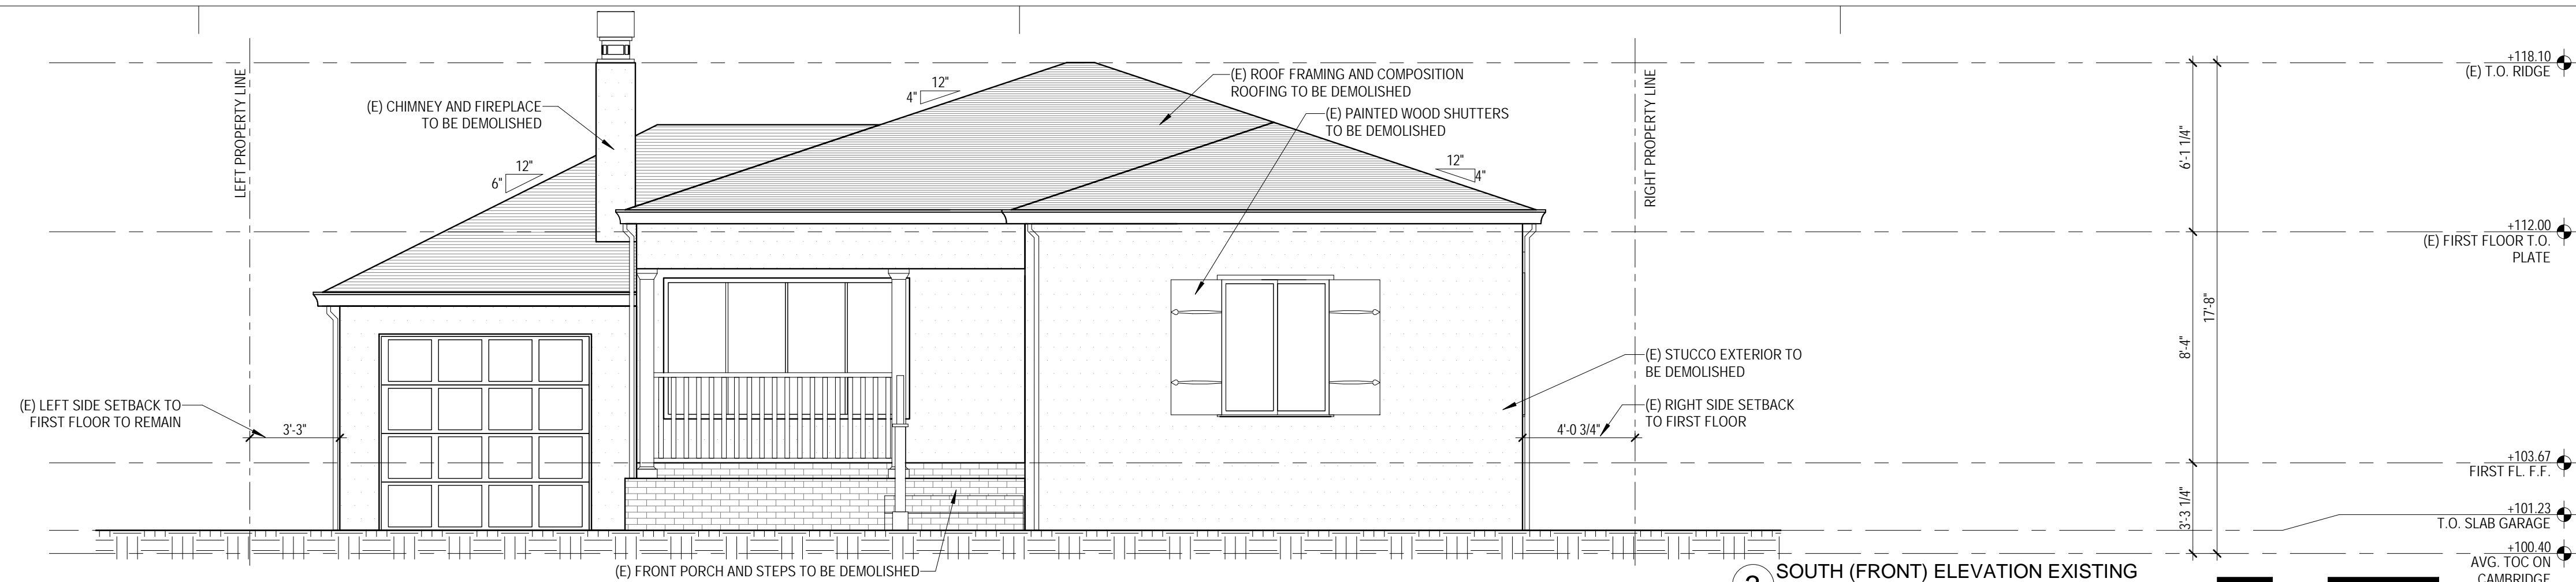 LEFT PROPERTY LINE
(E) CHIMNEY AND FIREPLACE
TO BE DEMOLISHED
12"
6"
12"
4"
(E) ROOF FRAMING AND COMPOSITION
ROOFING TO BE DEMOLISHED
(E) PAINTED WOOD SHUTTERS
TO BE DEMOLISHED
12"
4"
RIGHT PROPERTY LINE
(E) STUCCO EXTERIOR TO
BE DEMOLISHED
(E) RIGHT SIDE SETBACK
TO FIRST FLOOR
4'-0 3/4"
(E) LEFT SIDE SETBACK TO
FIRST FLOOR TO REMAIN
3'-3"
(E) FRONT PORCH AND STEPS TO BE DEMOLISHED
6'-1 1/4"
8'-4"
3'-3 1/4"
17'-8"
+118.10
(E) T.O. RIDGE
+112.00
(E) FIRST FLOOR T.O.
PLATE
+103.67
FIRST FL. F.F.
+101.23
T.O. SLAB GARAGE
+100.40
AVG. TOC ON
CAMBRIDGE
SOUTH (FRONT) ELEVATION EXISTING